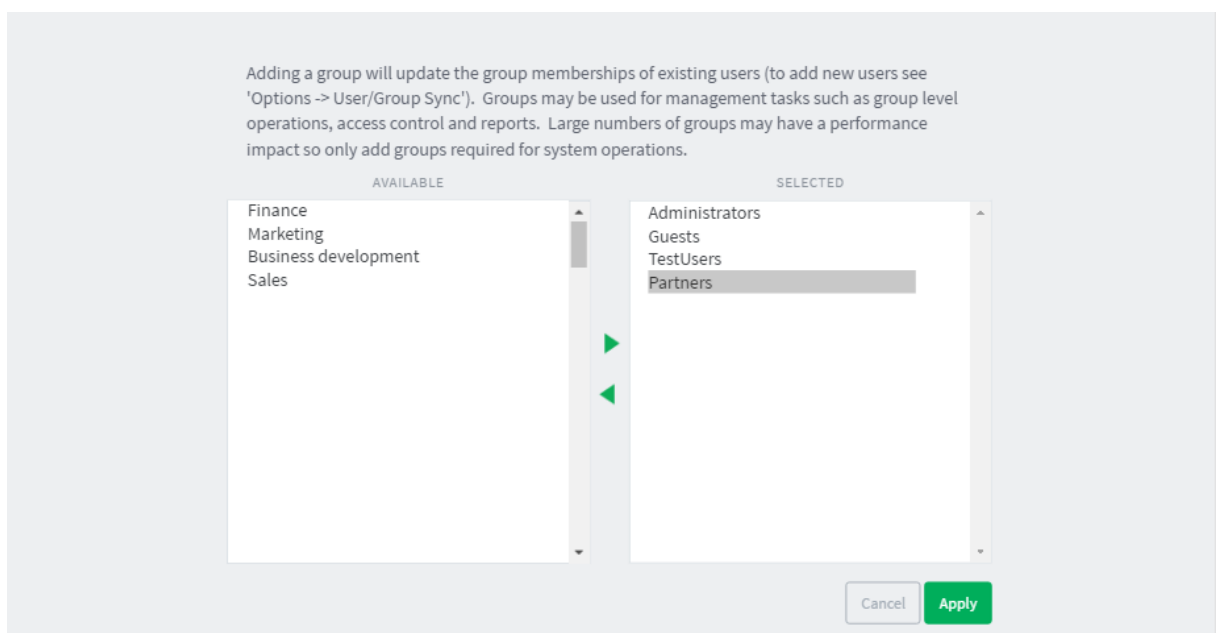 Adding a group will update the group memberships of existing users (to add new users see
'Options -> User/Group Sync').  Groups may be used for management tasks such as group level
operations, access control and reports.  Large numbers of groups may have a performance
impact so only add groups required for system operations.
AVAILABLE
Finance
Marketing
Business development
Sales
SELECTED
Administrators
Guests
TestUsers
Partners
Cancel
Apply